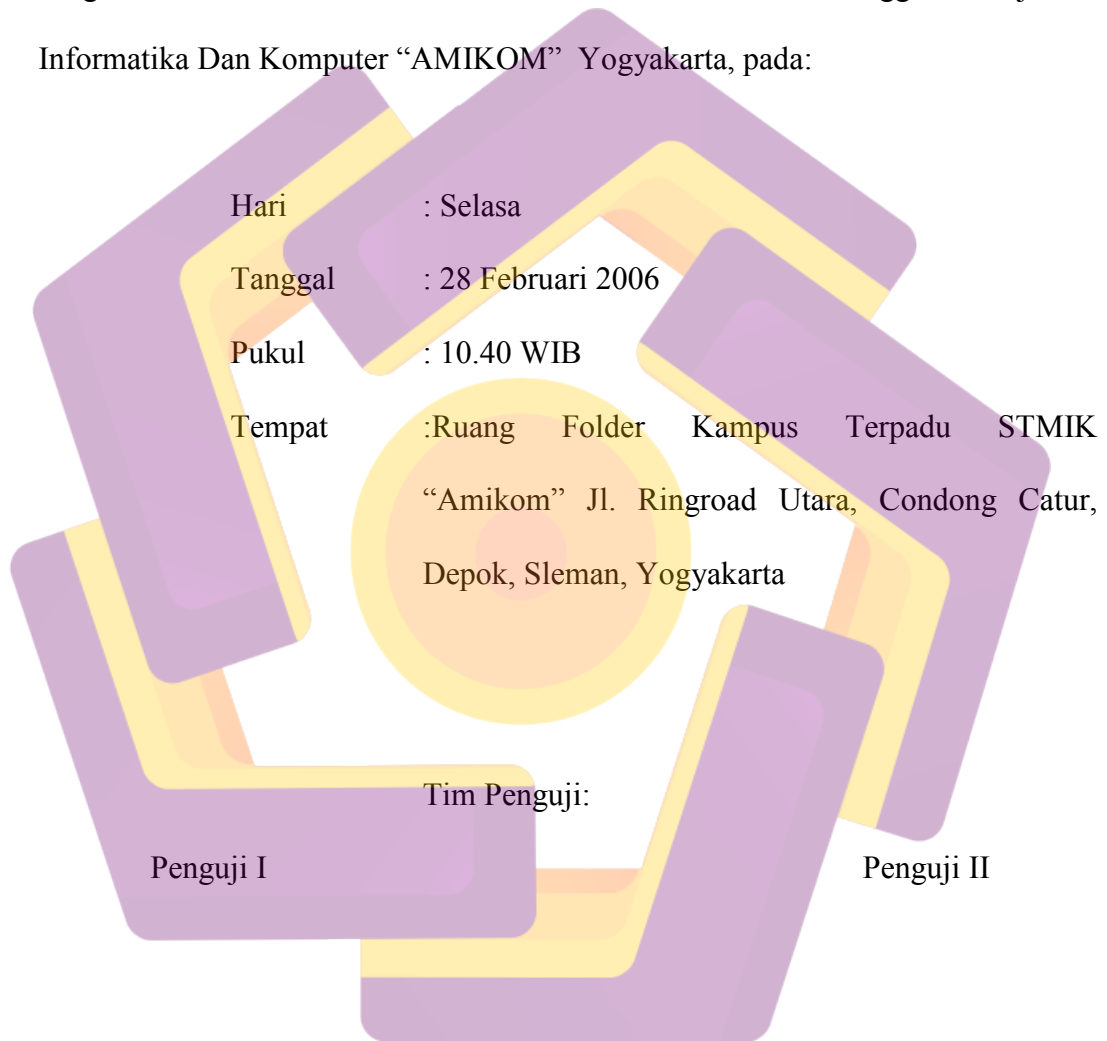 Informatika Dan Komputer “AMIKOM” Yogyakarta, pada:
Hari : Selasa
Tanggal : 28 Februari 2006
Pukul : 10.40 WIB
Tempat :Ruang Folder Kampus Terpadu STMIK
“Amikom” Jl. Ringroad Utara, Condong Catur,
Depok, Sleman, Yogyakarta
Tim Penguji:
Penguji I Penguji II